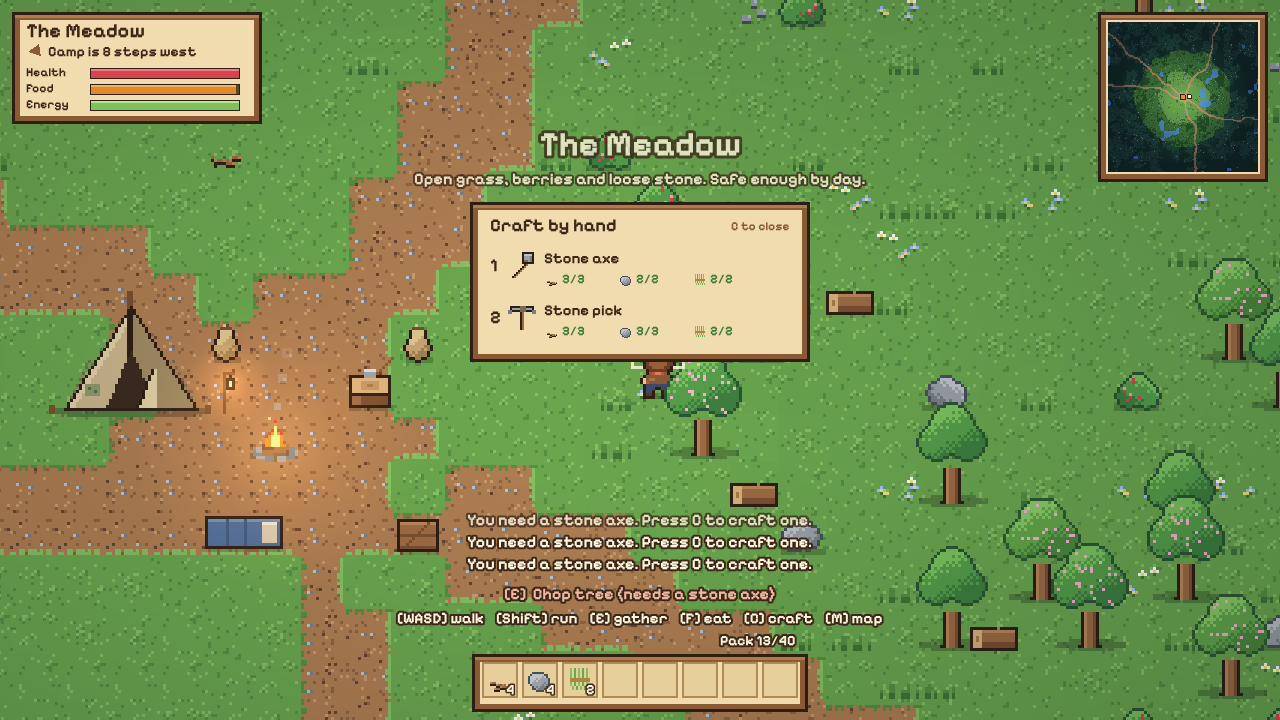 The Meadow
Camp is 8 steps west
Health
Food
Energy
The Meadow
Open grass, berries and loose stone. Safe enough by day.
Craft by hand
C to close
1 Stone axe
3/3 2/2 2/2
2 Stone pick
3/3 3/3 2/2
You need a stone axe. Press C to craft one.
You need a stone axe. Press C to craft one.
You need a stone axe. Press C to craft one.
[E] Chop tree (needs a stone axe)
[WASD] walk [Shift] run [E] gather [F] eat [C] craft [M] map
Pack 13/40
4 4 2